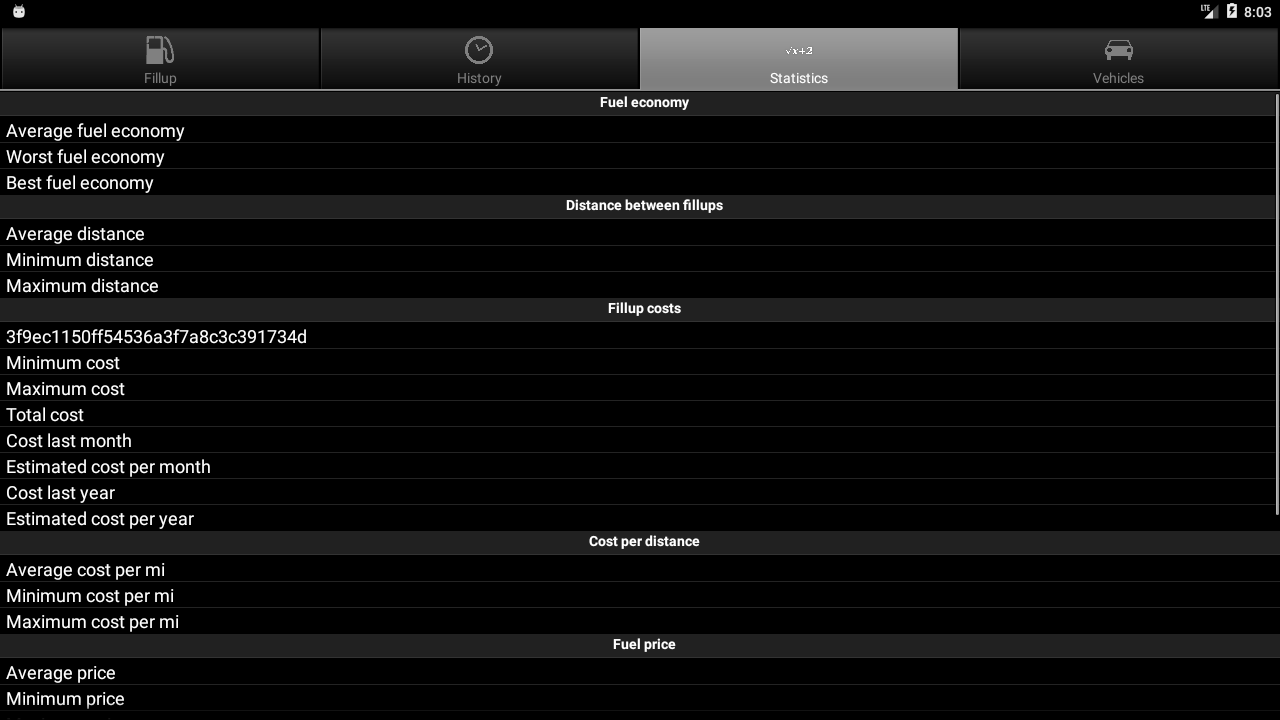 LTE 8:03
Fillup History √x+2 Statistics Vehicles
Fuel economy
Average fuel economy
Worst fuel economy
Best fuel economy
Distance between fillups
Average distance
Minimum distance
Maximum distance
Fillup costs
3f9ec1150ff54536a3f7a8c3c391734d
Minimum cost
Maximum cost
Total cost
Cost last month
Estimated cost per month
Cost last year
Estimated cost per year
Cost per distance
Average cost per mi
Minimum cost per mi
Maximum cost per mi
Fuel price
Average price
Minimum price